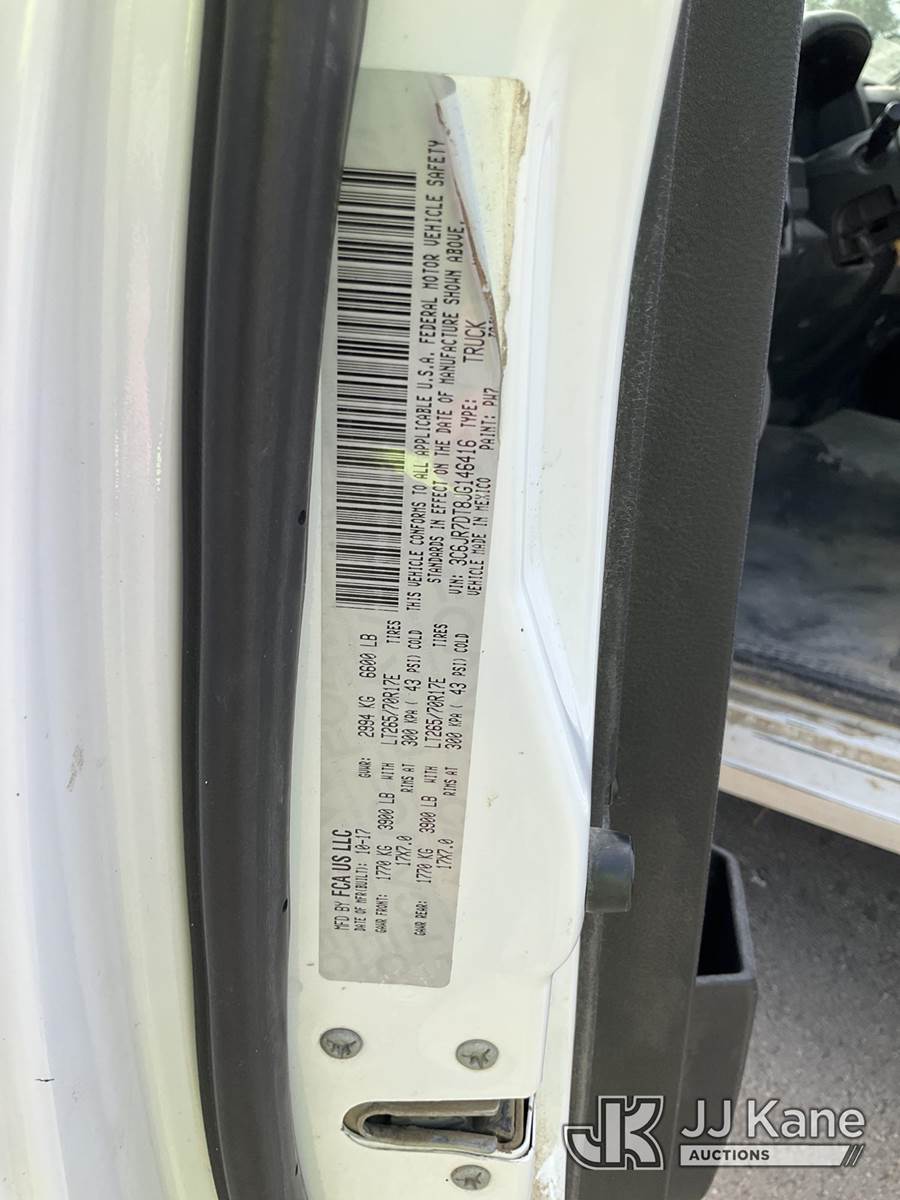 MFD BY FCA US LLC
DATE OF MFR(BUILT): 10-17 GVWR: 2994 KG 6600 LB
GAWR FRONT: 1770 KG 3900 LB WITH LT265/70R17E TIRES
17X7.0 RIMS AT 300 KPA ( 43 PSI) COLD
GAWR REAR: 1770 KG 3900 LB WITH LT265/70R17E TIRES
17X7.0 RIMS AT 300 KPA ( 43 PSI) COLD
THIS VEHICLE CONFORMS TO ALL APPLICABLE U.S.A. FEDERAL MOTOR VEHICLE SAFETY
STANDARDS IN EFFECT ON THE DATE OF MANUFACTURE SHOWN ABOVE.
VIN: 3C6JR7DT8JG146416 TYPE: TRUCK
VEHICLE MADE IN MEXICO PAINT: PW7
JK JJ Kane
AUCTIONS